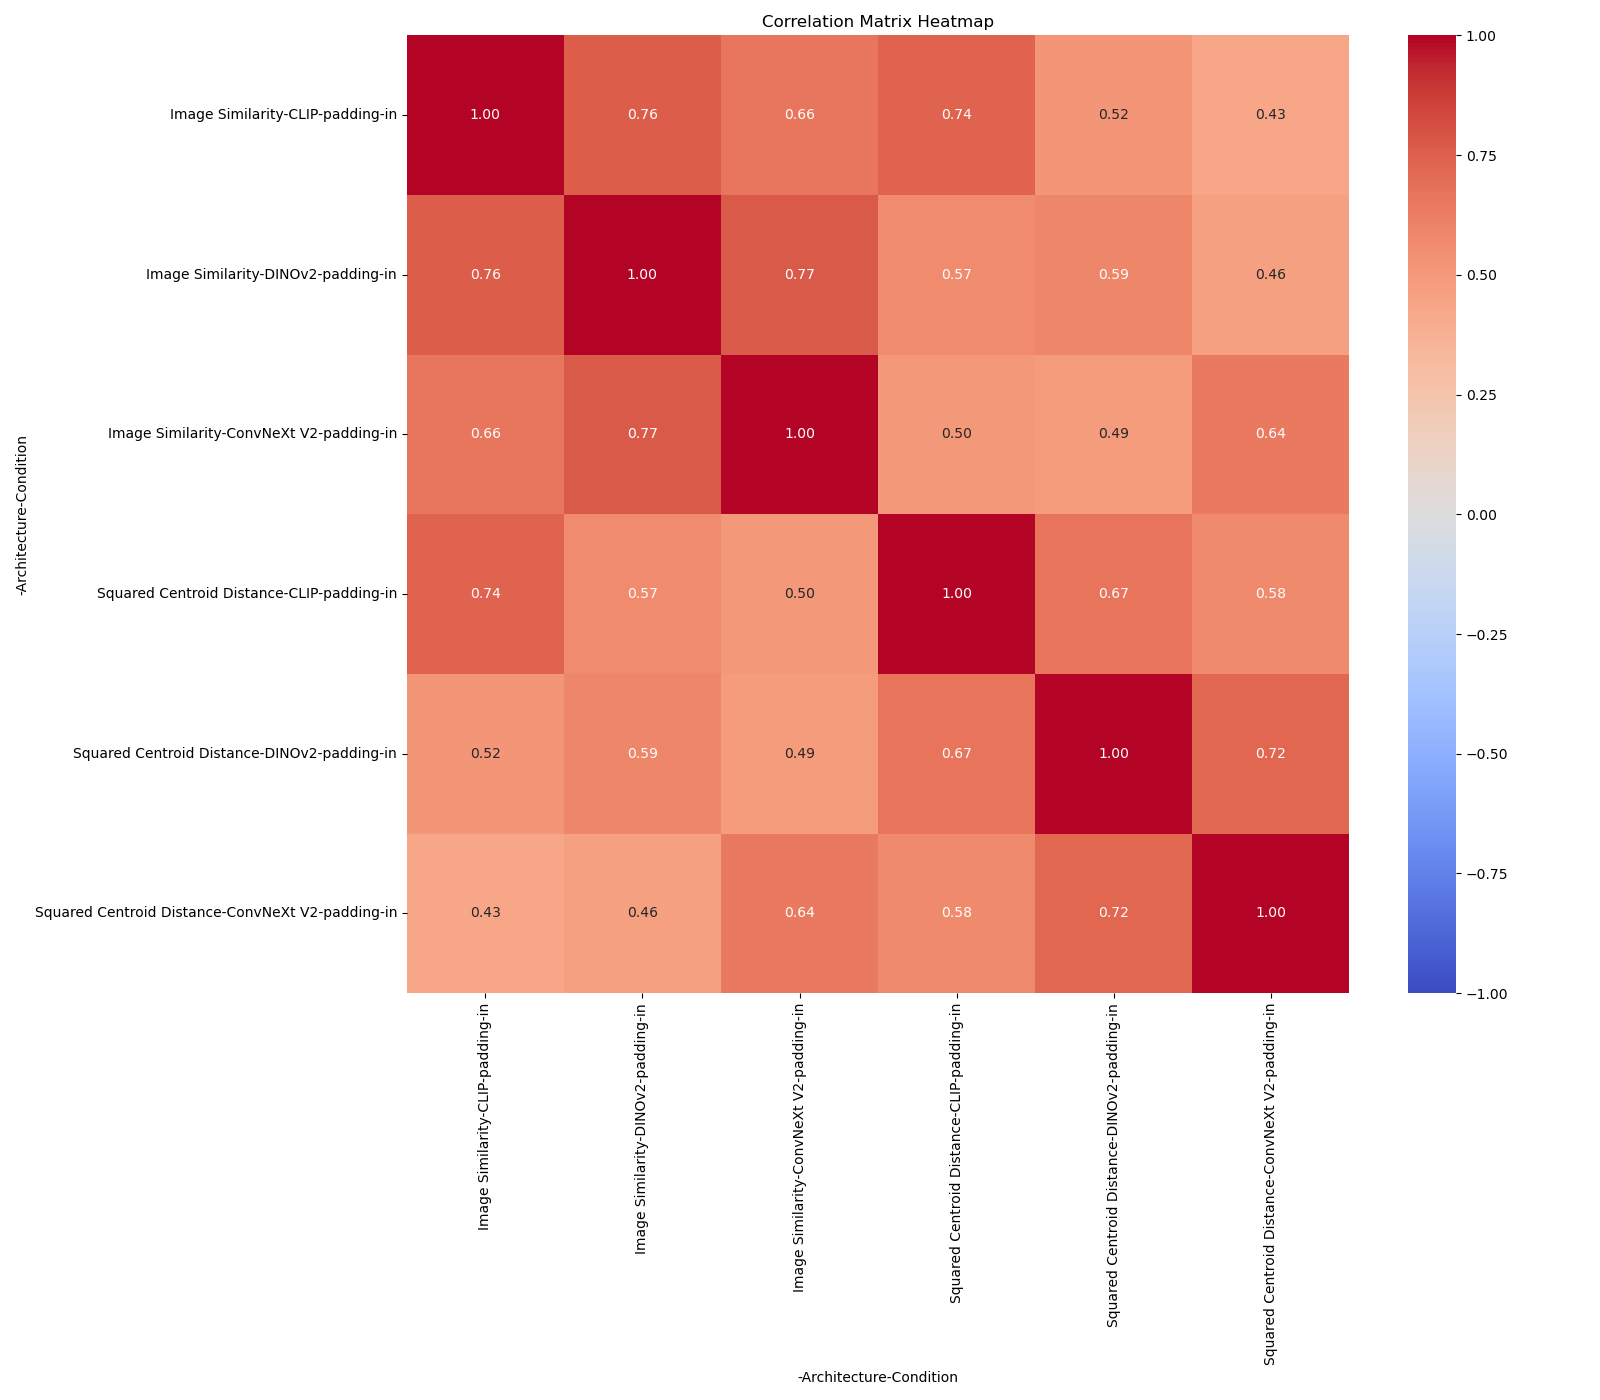 Correlation Matrix Heatmap
Image Similarity-CLIP-padding-in
1.00 0.76 0.66 0.74 0.52 0.43
Image Similarity-DINOv2-padding-in
0.76 1.00 0.77 0.57 0.59 0.46
Image Similarity-ConvNeXt V2-padding-in
0.66 0.77 1.00 0.50 0.49 0.64
Squared Centroid Distance-CLIP-padding-in
0.74 0.57 0.50 1.00 0.67 0.58
Squared Centroid Distance-DINOv2-padding-in
0.52 0.59 0.49 0.67 1.00 0.72
Squared Centroid Distance-ConvNeXt V2-padding-in
0.43 0.46 0.64 0.58 0.72 1.00
-Architecture-Condition
Image Similarity-CLIP-padding-in
Image Similarity-DINOv2-padding-in
Image Similarity-ConvNeXt V2-padding-in
Squared Centroid Distance-CLIP-padding-in
Squared Centroid Distance-DINOv2-padding-in
Squared Centroid Distance-ConvNeXt V2-padding-in
-Architecture-Condition
1.00
0.75
0.50
0.25
0.00
−0.25
−0.50
−0.75
−1.00